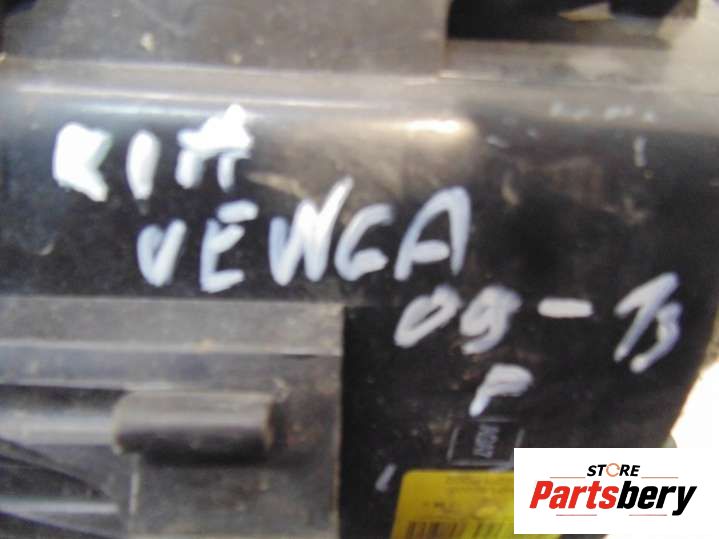 KIA
VENGA
09-13
P
STORE
Partsbery